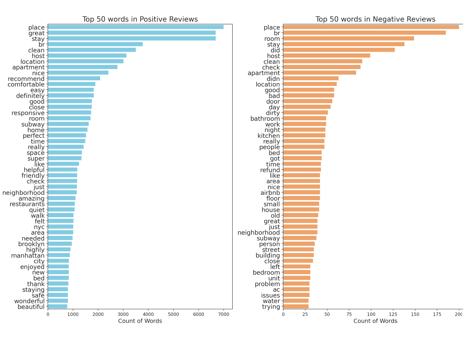 Top 50 words in Positive Reviews
place
great
stay
br
clean
host
location
apartment
nice
recommend
comfortable
easy
definitely
good
close
responsive
room
subway
home
perfect
time
really
space
super
like
helpful
friendly
check
just
neighborhood
amazing
restaurants
quiet
walk
felt
nyc
area
needed
brooklyn
highly
manhattan
city
enjoyed
new
bed
thank
staying
safe
wonderful
beautiful
0 1000 2000 3000 4000 5000 6000 7000
Count of Words
Top 50 words in Negative Reviews
place
br
room
stay
did
host
clean
check
apartment
didn
location
good
bad
door
day
dirty
bathroom
work
night
kitchen
really
people
bed
got
time
refund
like
area
nice
airbnb
floor
small
house
old
great
just
neighborhood
subway
person
street
building
close
left
bedroom
unit
problem
ac
issues
water
trying
0 25 50 75 100 125 150 175 200
Count of Words